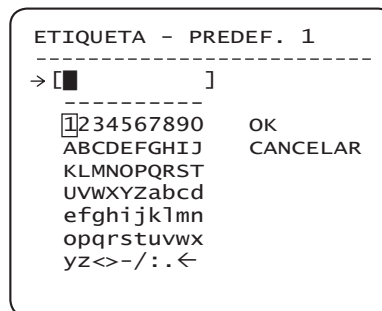 ETIQUETA - PREDEF. 1
--------------------------
→[█ ]
----------
1234567890 OK
ABCDEFGHIJ CANCELAR
KLMNOPQRST
UVWXYZabcd
efghijklmn
opqrstuvwx
yz<>-/:.←